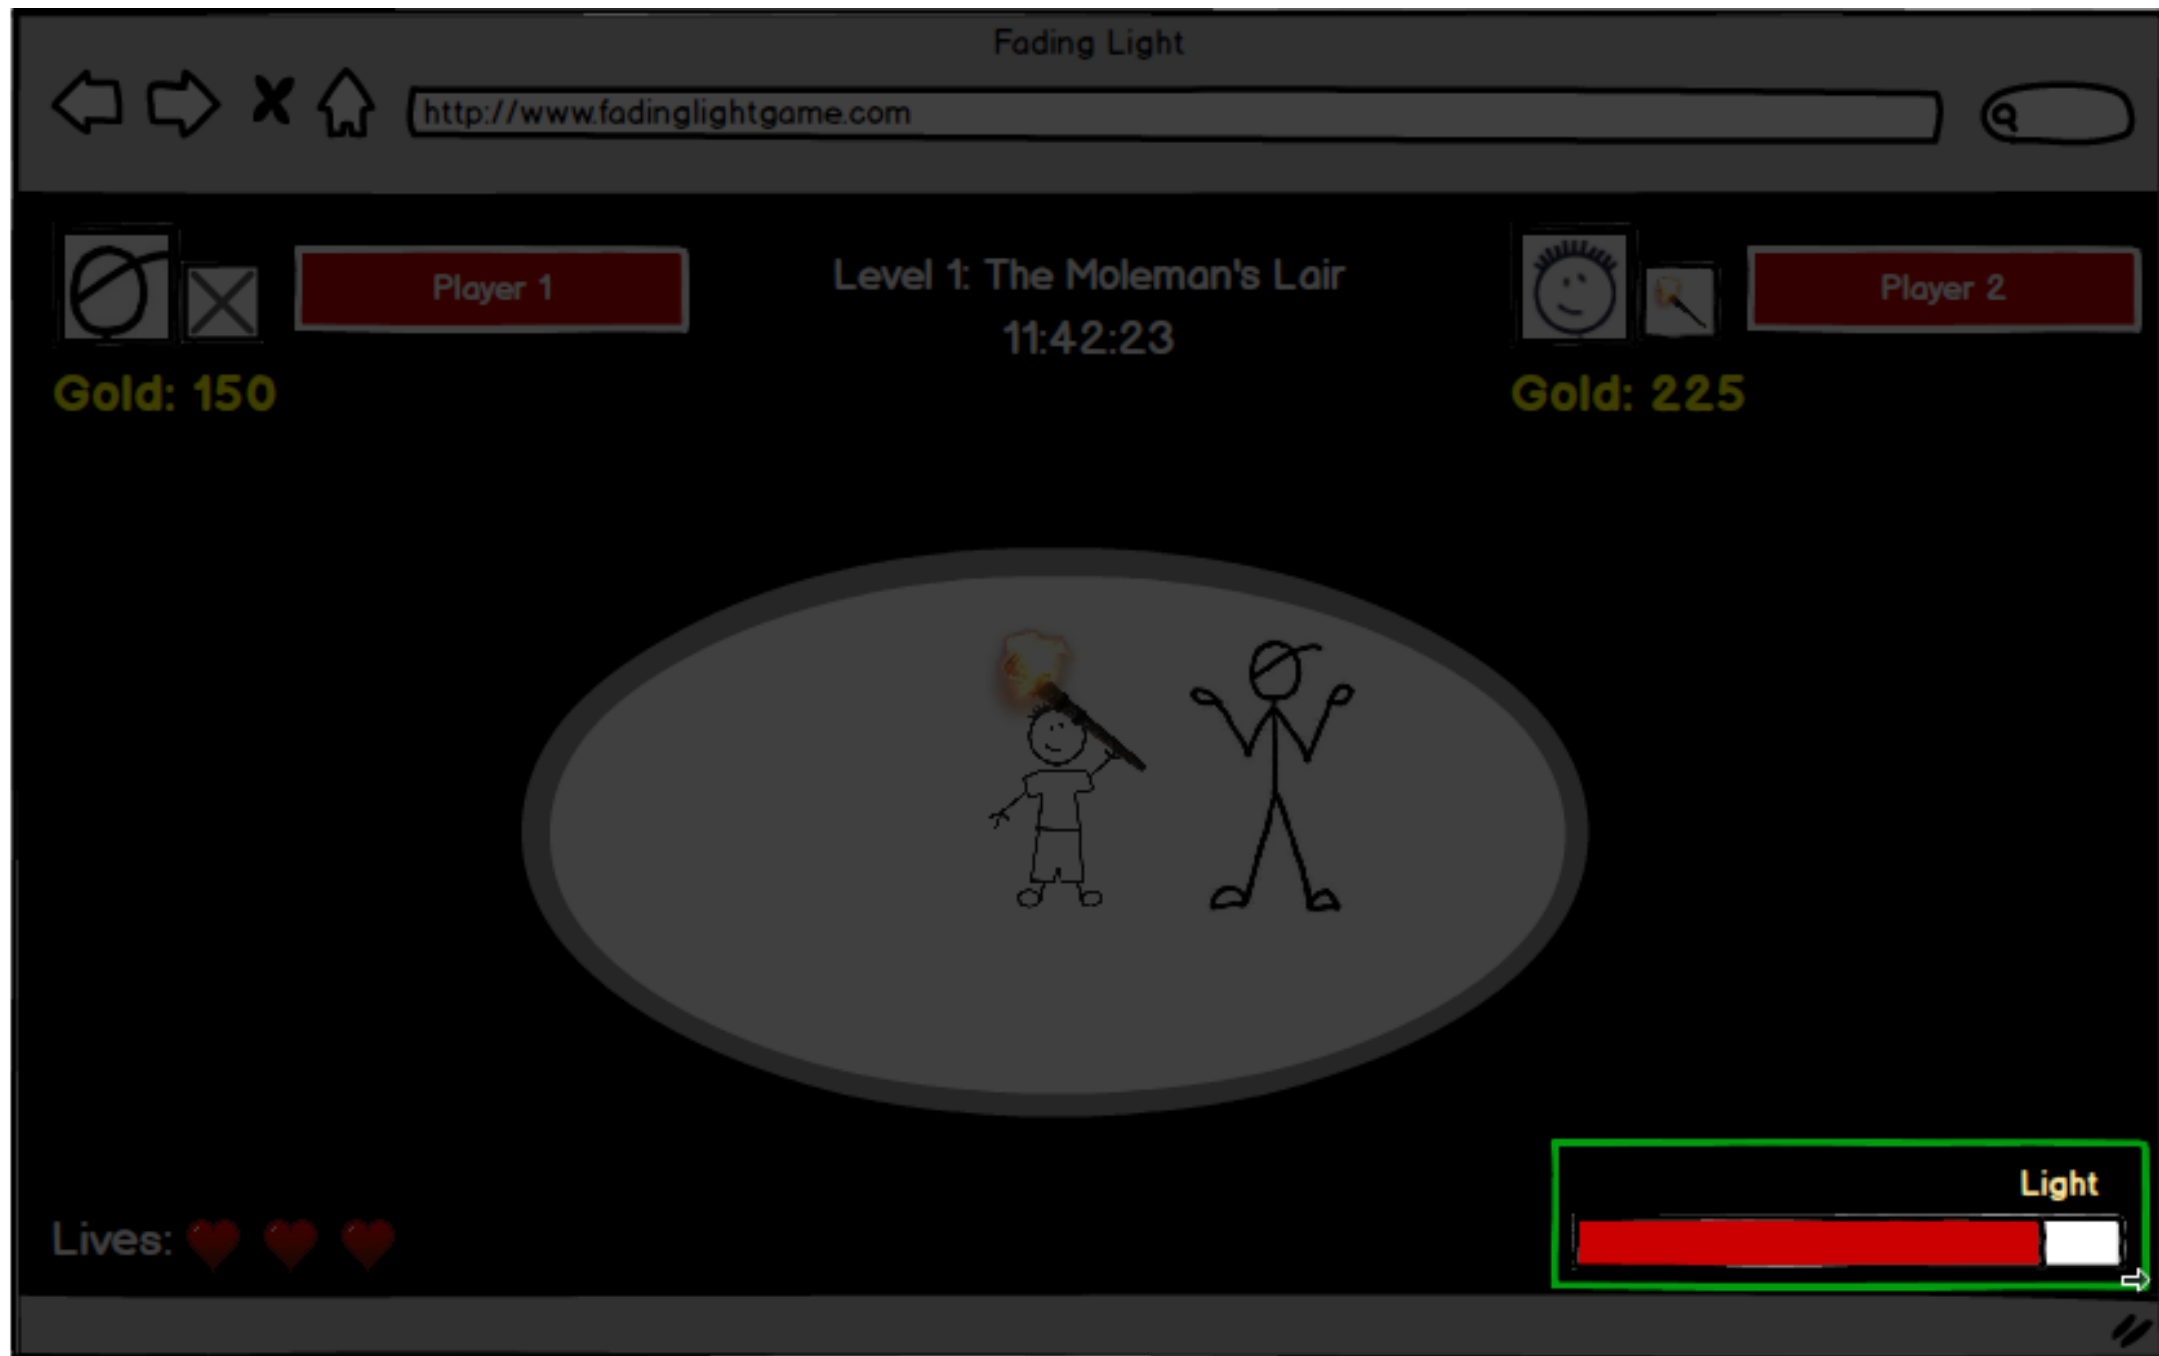 Fading Light
http://www.fadinglightgame.com
Player 1
Level 1: The Moleman's Lair
11:42:23
Player 2
Gold: 150
Gold: 225
Light
Lives: